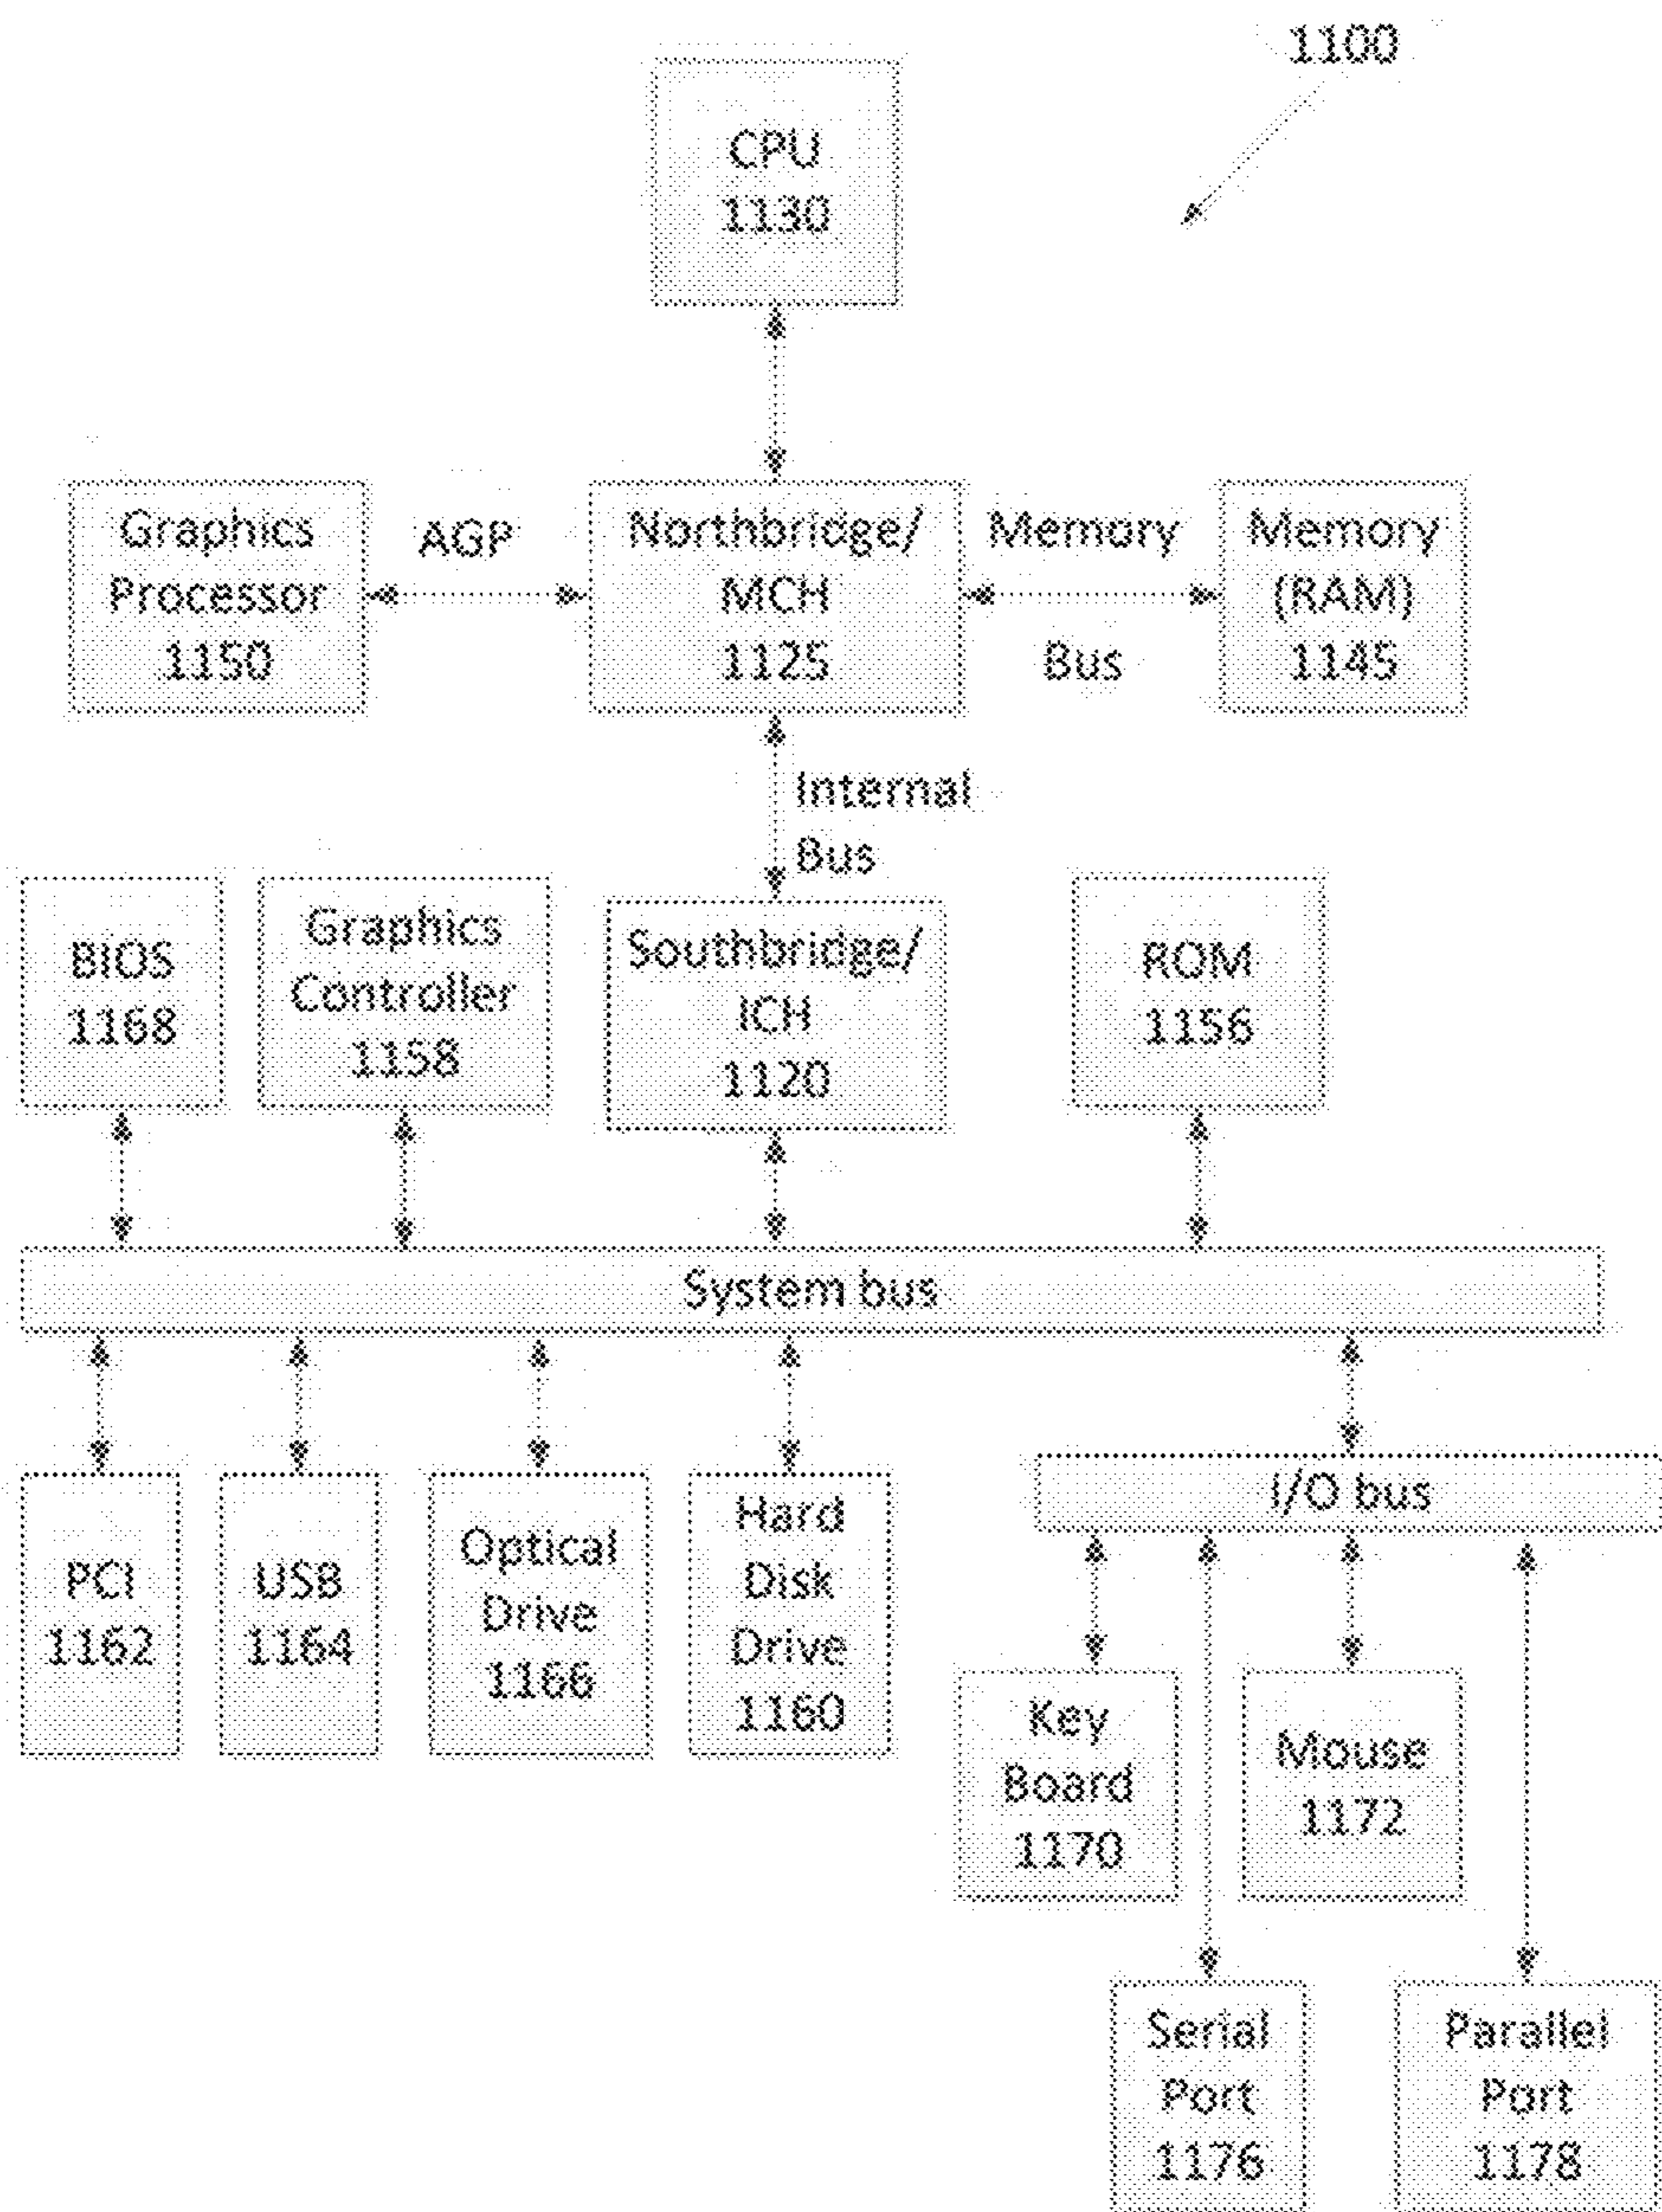 1100
CPU
1130
Graphics
Processor
1150
AGP
Northbridge/
MCH
1125
Memory
Bus
Memory
(RAM)
1145
Internal
Bus
BIOS
1168
Graphics
Controller
1158
Southbridge/
ICH
1120
ROM
1156
System bus
PCI
1162
USB
1164
Optical
Drive
1166
Hard
Disk
Drive
1160
I/O bus
Key
Board
1170
Mouse
1172
Serial
Port
1176
Parallel
Port
1178